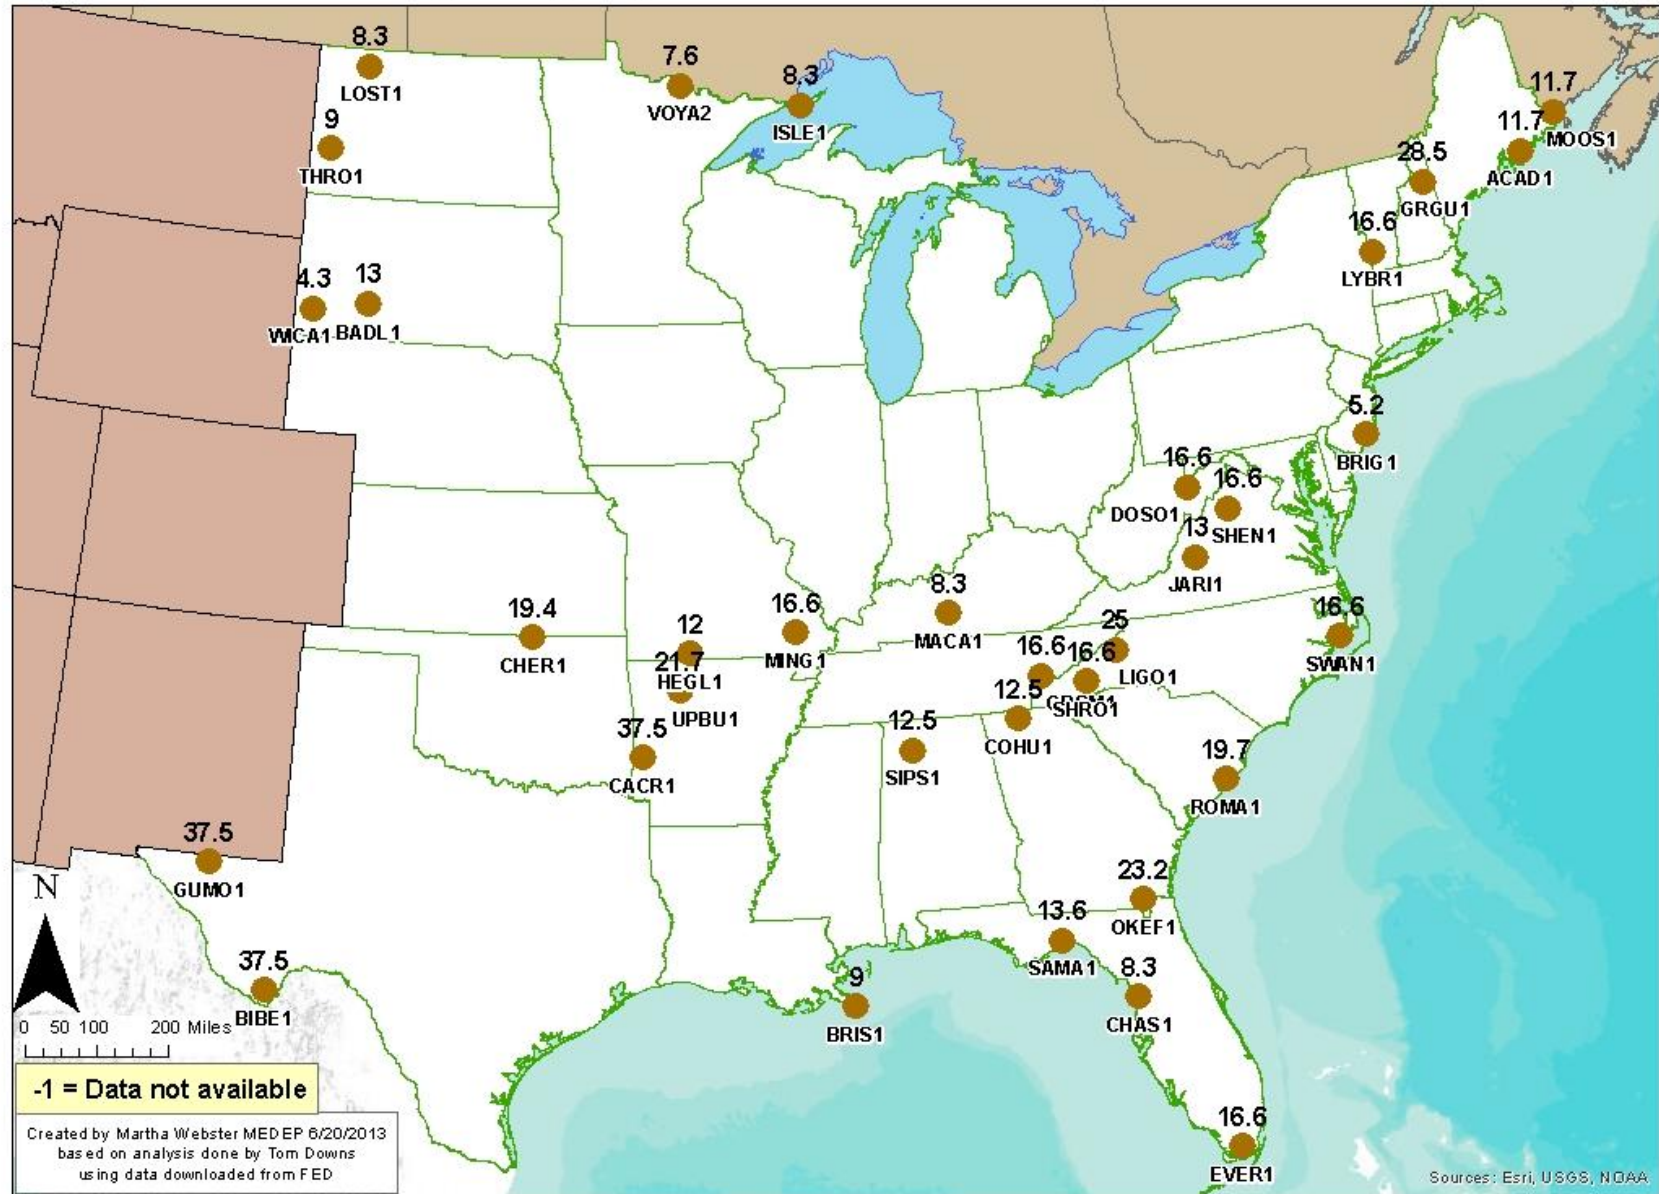 8.3
LOST1
7.6
VOYA2
8.3
ISLE1
11.7
MOOS1
11.7
ACAD1
9
THRO1
28.5
GRGU1
16.6
LYBR1
4.3
WICA1
13
BADL1
5.2
BRIG1
16.6
DOSO1
16.6
SHEN1
13
JARI1
19.4
CHER1
12
HEGL1
16.6
MING1
8.3
MACA1
25
LIGO1
16.6
SWAN1
21.7
UPBU1
16.6
GRSM1
16.6
SHRO1
12.5
COHU1
12.5
SIPS1
37.5
CACR1
19.7
ROMA1
37.5
GUMO1
23.2
OKEF1
13.6
SAMA1
8.3
CHAS1
37.5
BIBE1
9
BRIS1
16.6
EVER1
N
0 50 100 200 Miles
-1 = Data not available
Created by Martha Webster MEDEP 6/20/2013
based on analysis done by Tom Downs
using data downloaded from FED
Sources: Esri, USGS, NOAA